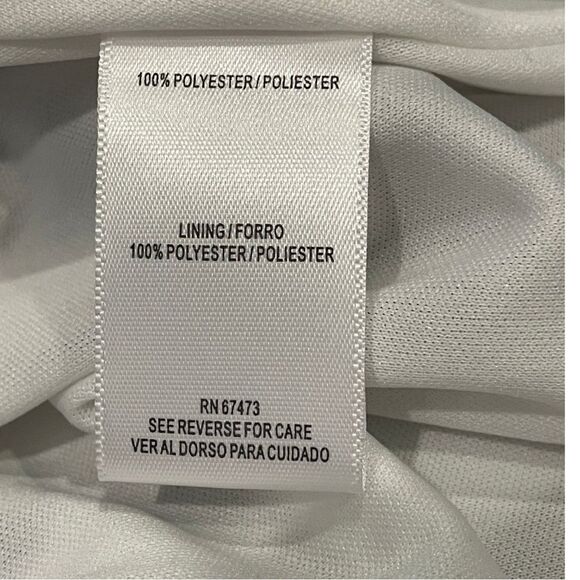 100% POLYESTER / POLIESTER
LINING / FORRO
100% POLYESTER / POLIESTER
RN 67473
SEE REVERSE FOR CARE
VER AL DORSO PARA CUIDADO